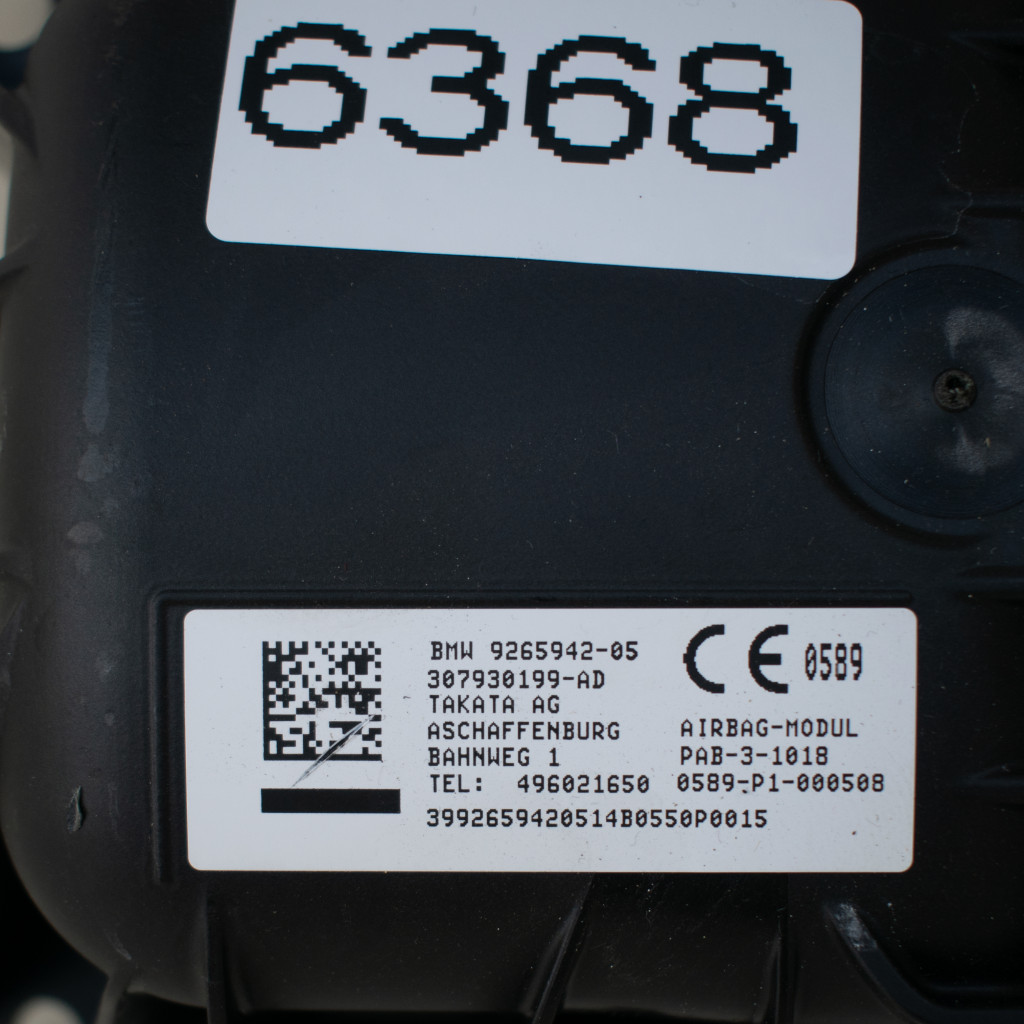 6368
BMW 9265942-05
307930199-AD
TAKATA AG
ASCHAFFENBURG
BAHNWEG 1
TEL: 496021650
3992659420514B0550P0015
CE 0589
AIRBAG-MODUL
PAB-3-1018
0589-P1-000508